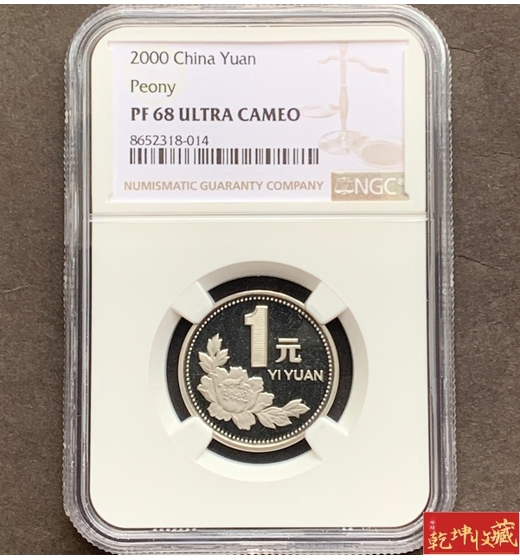 2000 China Yuan
Peony
PF 68 ULTRA CAMEO
8652318-014
NUMISMATIC GUARANTY COMPANY
NGC
1
元
YI YUAN
乾坤收藏